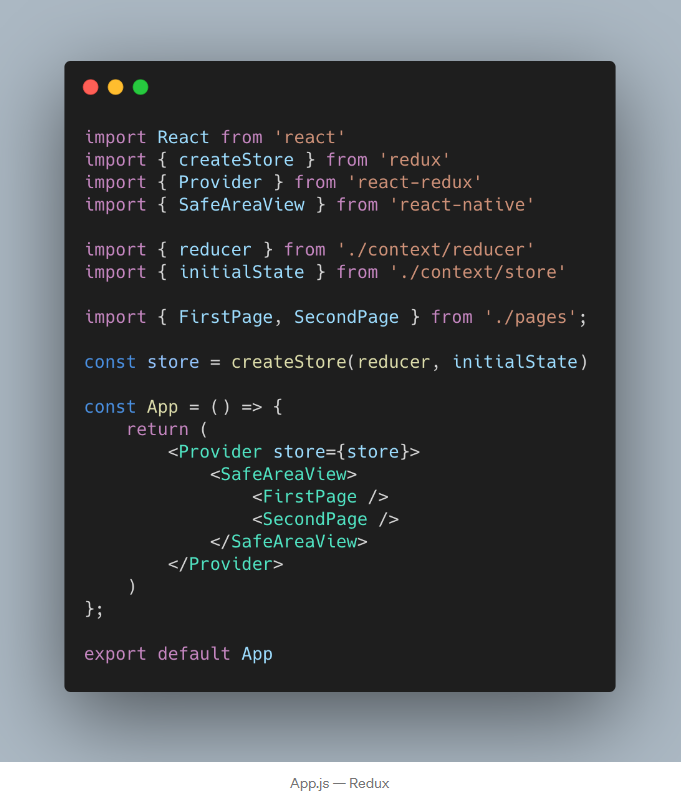 import React from 'react'
import { createStore } from 'redux'
import { Provider } from 'react-redux'
import { SafeAreaView } from 'react-native'

import { reducer } from './context/reducer'
import { initialState } from './context/store'

import { FirstPage, SecondPage } from './pages';

const store = createStore(reducer, initialState)

const App = () => {
    return (
        <Provider store={store}>
            <SafeAreaView>
                <FirstPage />
                <SecondPage />
            </SafeAreaView>
        </Provider>
    )
};

export default App
App.js — Redux